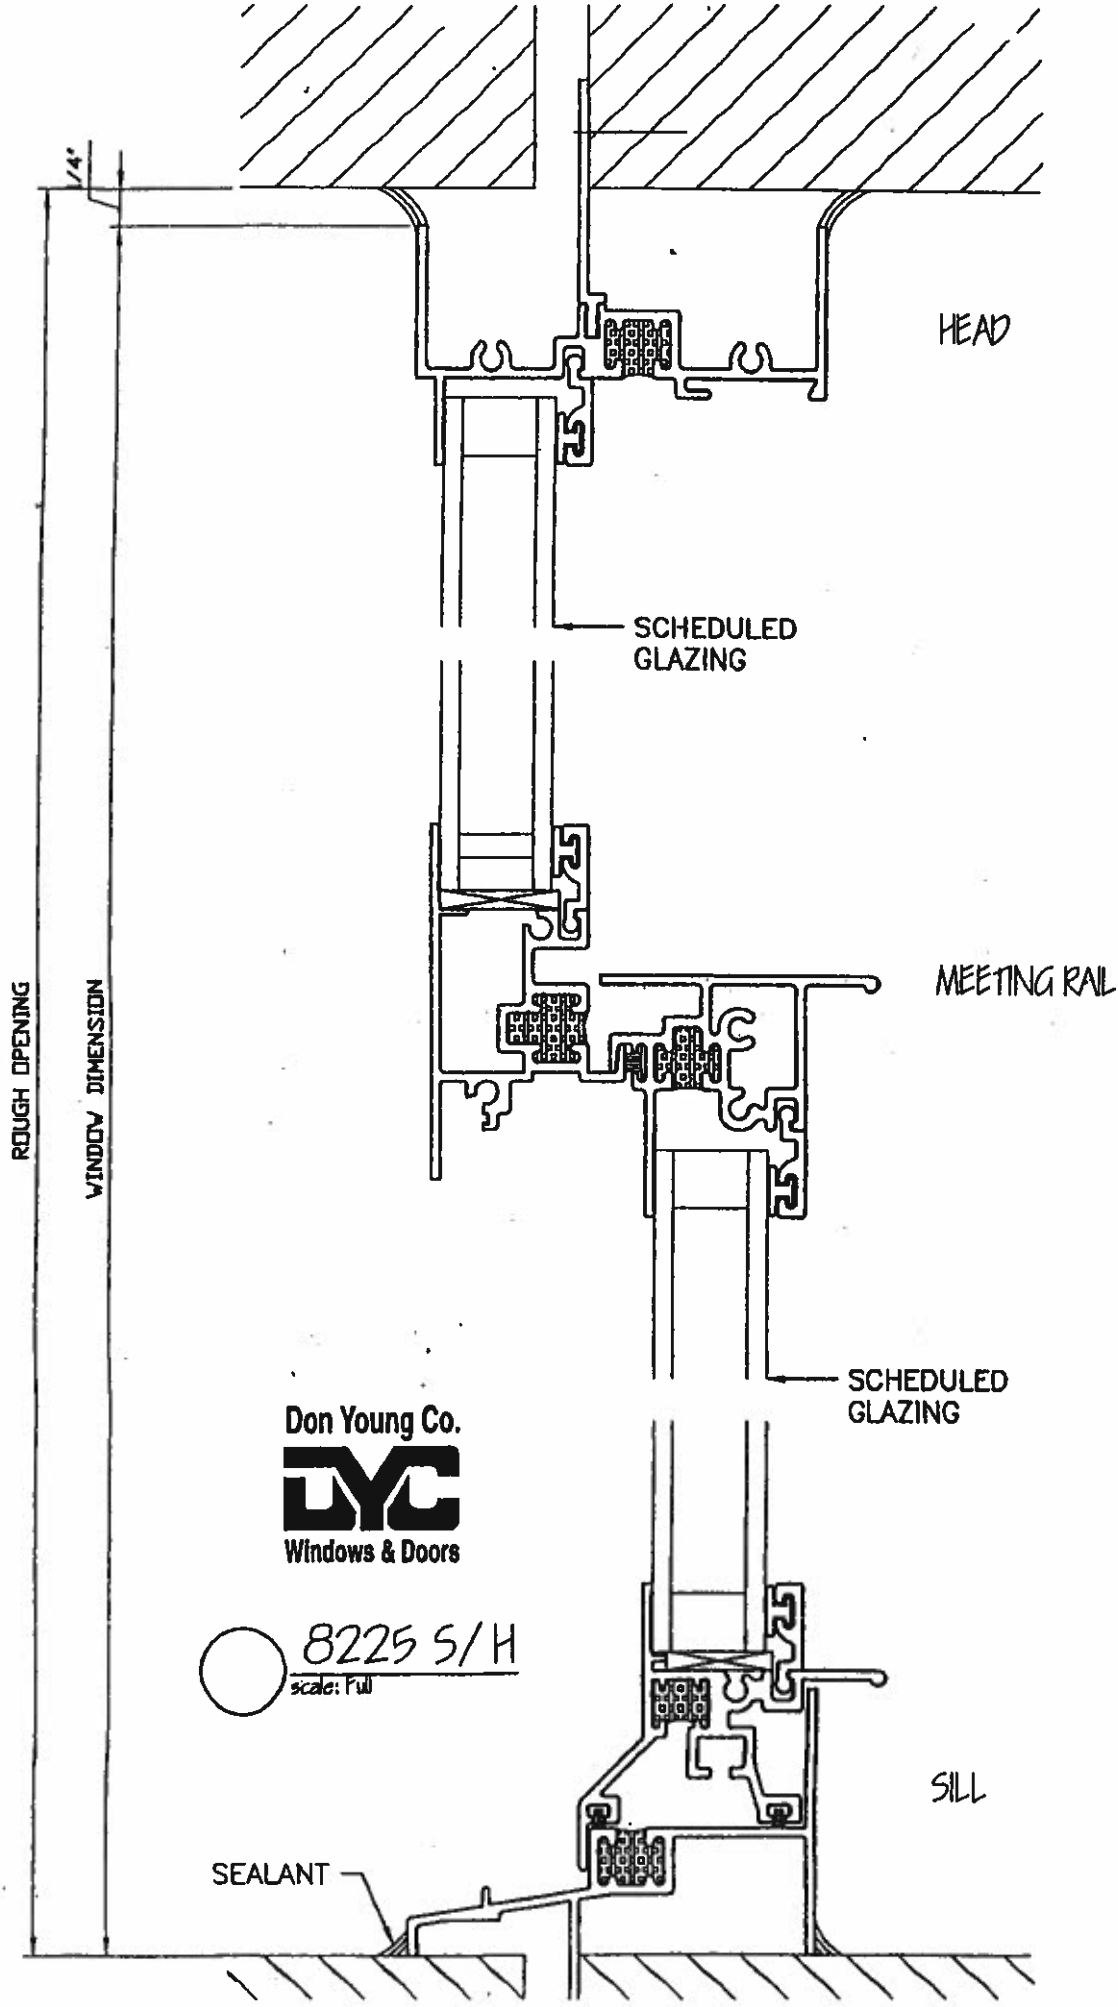 1/4"
HEAD
SCHEDULED
GLAZING
MEETING RAIL
ROUGH OPENING
WINDOW DIMENSION
SCHEDULED
GLAZING
Don Young Co.
DYC
Windows & Doors
8225 S/H
scale: Full
SILL
SEALANT